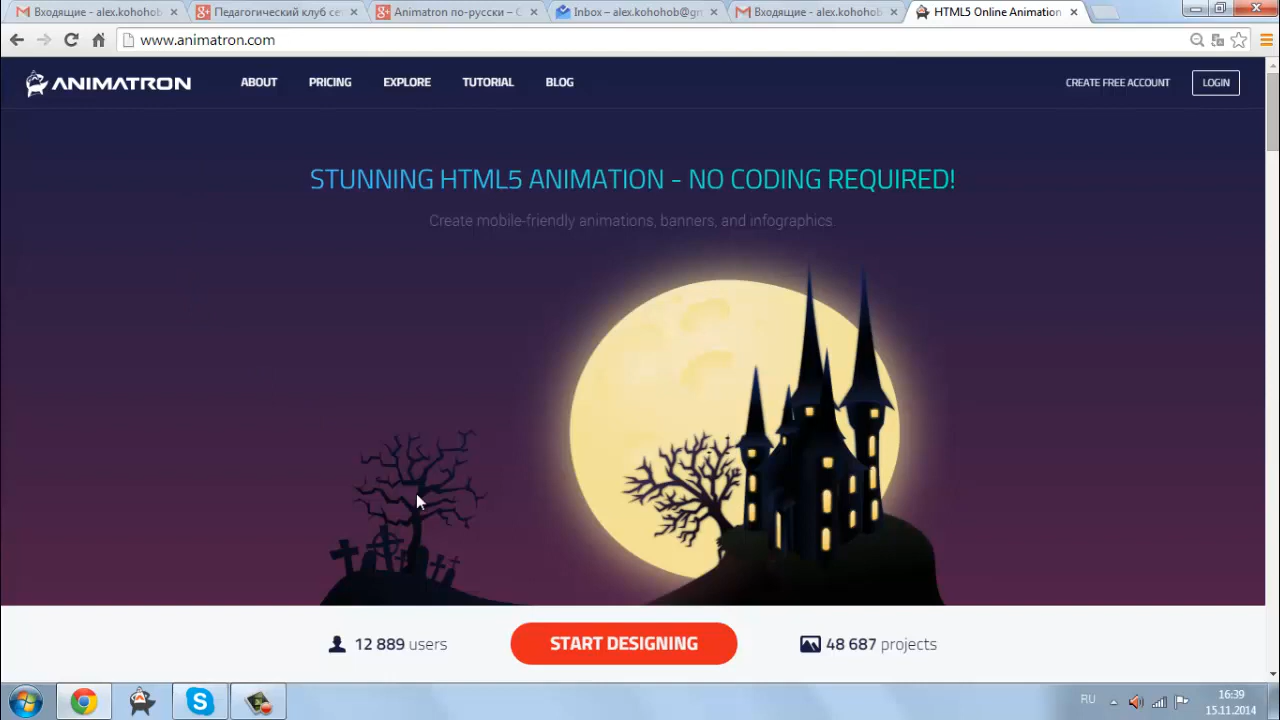 Входящие - alex.kohohob
Педагогический клуб се
Animatron по-русски – С
Inbox – alex.kohohob@gm
Входящие - alex.kohohob
HTML5 Online Animation
www.animatron.com
ANIMATRON
ABOUT
PRICING
EXPLORE
TUTORIAL
BLOG
CREATE FREE ACCOUNT
LOGIN
STUNNING HTML5 ANIMATION - NO CODING REQUIRED!
Create mobile-friendly animations, banners, and infographics.
12 889 users
START DESIGNING
48 687 projects
RU
16:39
15.11.2014